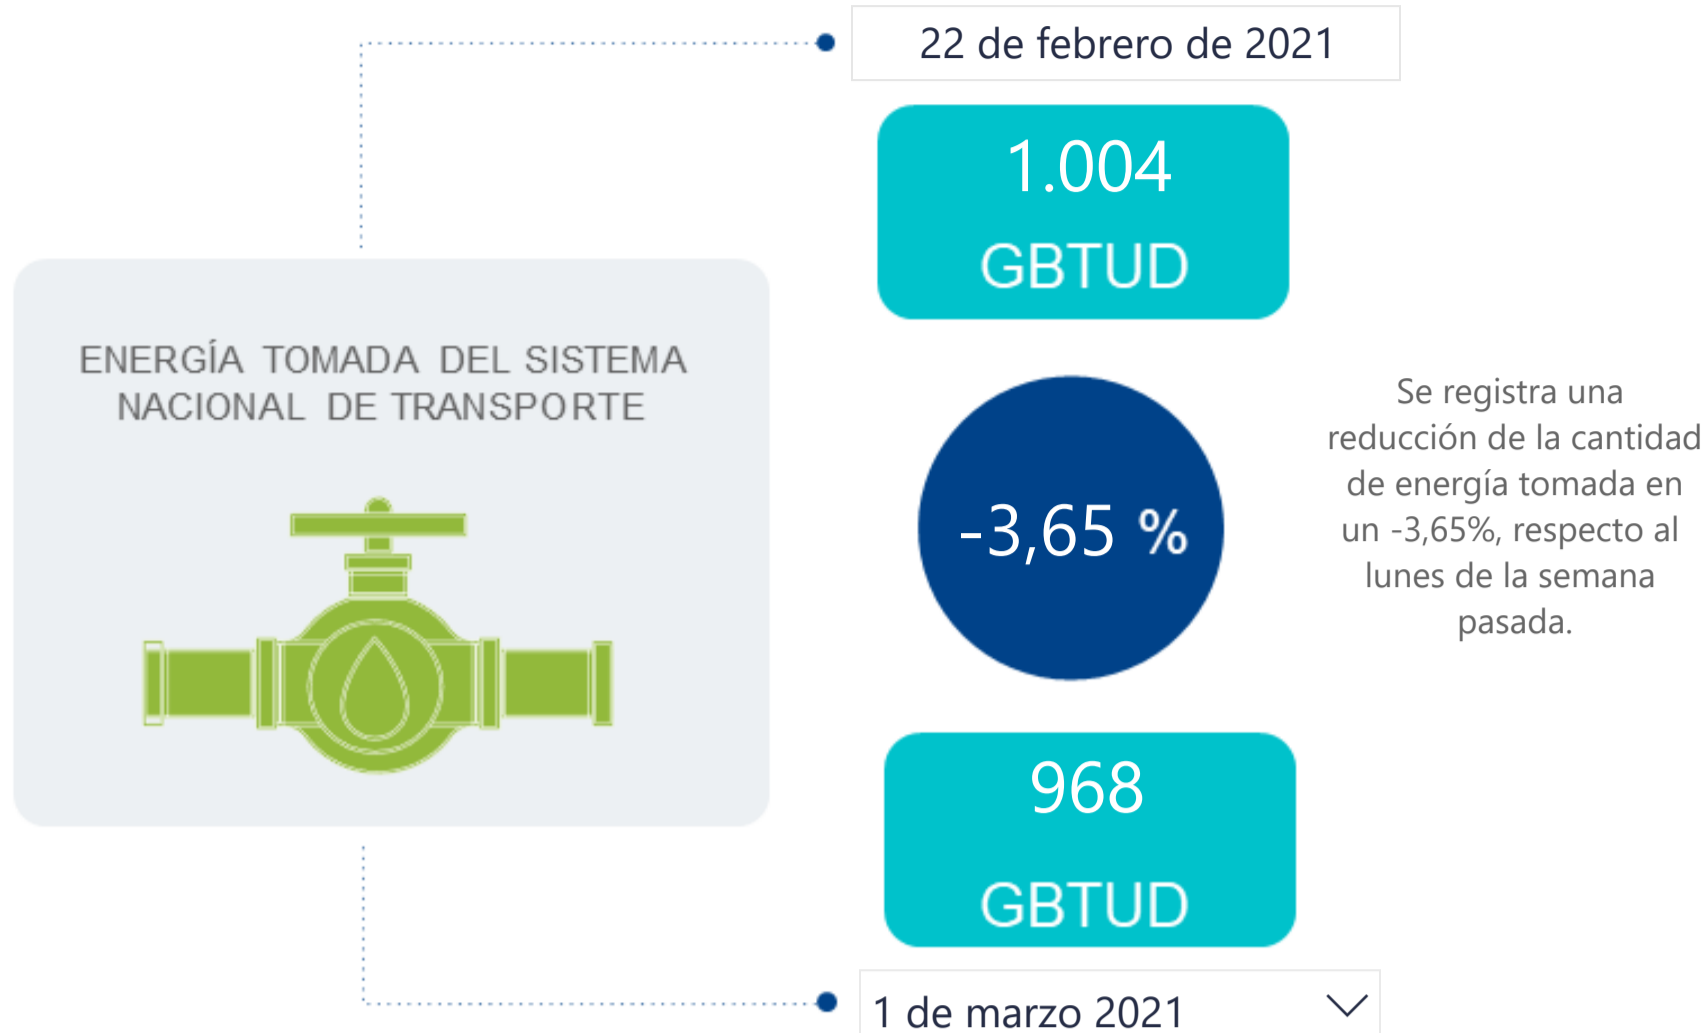 22 de febrero de 2021
1.004
GBTUD
ENERGÍA TOMADA DEL SISTEMA
NACIONAL DE TRANSPORTE
-3,65 %
Se registra una
reducción de la cantidad
de energía tomada en
un -3,65%, respecto al
lunes de la semana
pasada.
968
GBTUD
1 de marzo 2021